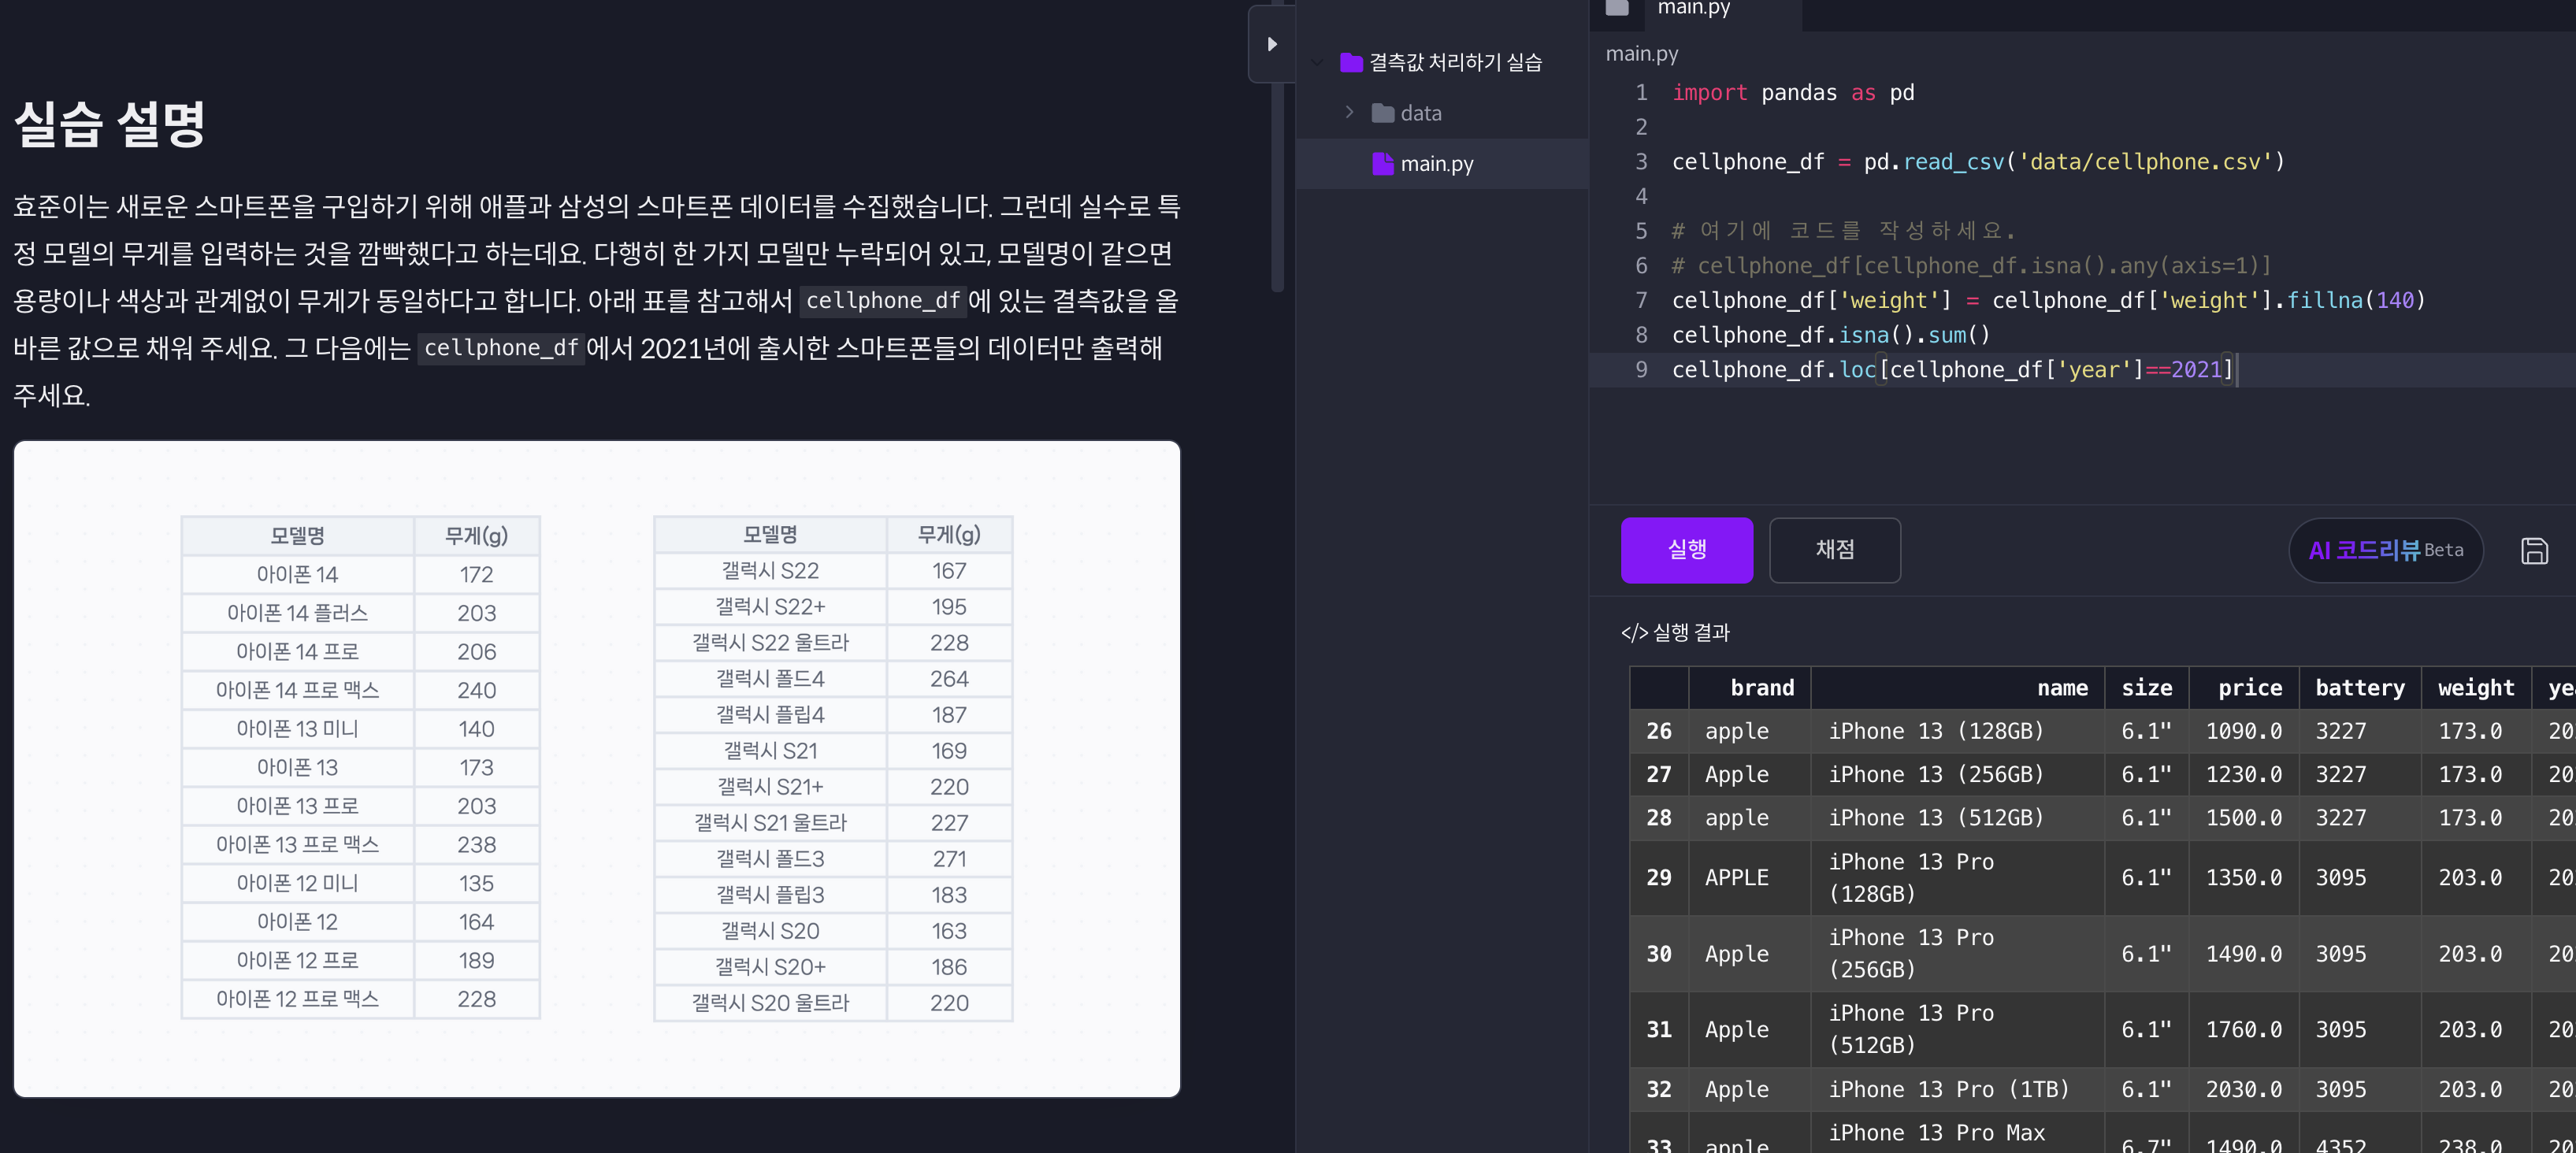 실습 설명
효준이는 새로운 스마트폰을 구입하기 위해 애플과 삼성의 스마트폰 데이터를 수집했습니다. 그런데 실수로 특
정 모델의 무게를 입력하는 것을 깜빡했다고 하는데요. 다행히 한 가지 모델만 누락되어 있고, 모델명이 같으면
용량이나 색상과 관계없이 무게가 동일하다고 합니다. 아래 표를 참고해서 cellphone_df에 있는 결측값을 올
바른 값으로 채워 주세요. 그 다음에는 cellphone_df에서 2021년에 출시한 스마트폰들의 데이터만 출력해
주세요.
모델명 무게(g)
아이폰 14 172
아이폰 14 플러스 203
아이폰 14 프로 206
아이폰 14 프로 맥스 240
아이폰 13 미니 140
아이폰 13 173
아이폰 13 프로 203
아이폰 13 프로 맥스 238
아이폰 12 미니 135
아이폰 12 164
아이폰 12 프로 189
아이폰 12 프로 맥스 228
모델명 무게(g)
갤럭시 S22 167
갤럭시 S22+ 195
갤럭시 S22 울트라 228
갤럭시 폴드4 264
갤럭시 플립4 187
갤럭시 S21 169
갤럭시 S21+ 220
갤럭시 S21 울트라 227
갤럭시 폴드3 271
갤럭시 플립3 183
갤럭시 S20 163
갤럭시 S20+ 186
갤럭시 S20 울트라 220
결측값 처리하기 실습
data
main.py
main.py
main.py
1 import pandas as pd
2
3 cellphone_df = pd.read_csv('data/cellphone.csv')
4
5 # 여기에 코드를 작성하세요.
6 # cellphone_df[cellphone_df.isna().any(axis=1)]
7 cellphone_df['weight'] = cellphone_df['weight'].fillna(140)
8 cellphone_df.isna().sum()
9 cellphone_df.loc[cellphone_df['year']==2021]
실행 채점 AI 코드리뷰 Beta
</> 실행 결과
brand name size price battery weight ye
26 apple iPhone 13 (128GB) 6.1" 1090.0 3227 173.0 20
27 Apple iPhone 13 (256GB) 6.1" 1230.0 3227 173.0 20
28 apple iPhone 13 (512GB) 6.1" 1500.0 3227 173.0 20
29 APPLE iPhone 13 Pro (128GB) 6.1" 1350.0 3095 203.0 20
30 Apple iPhone 13 Pro (256GB) 6.1" 1490.0 3095 203.0 20
31 Apple iPhone 13 Pro (512GB) 6.1" 1760.0 3095 203.0 20
32 Apple iPhone 13 Pro (1TB) 6.1" 2030.0 3095 203.0 20
33 apple iPhone 13 Pro Max 6.7" 1490.0 4352 238.0 20